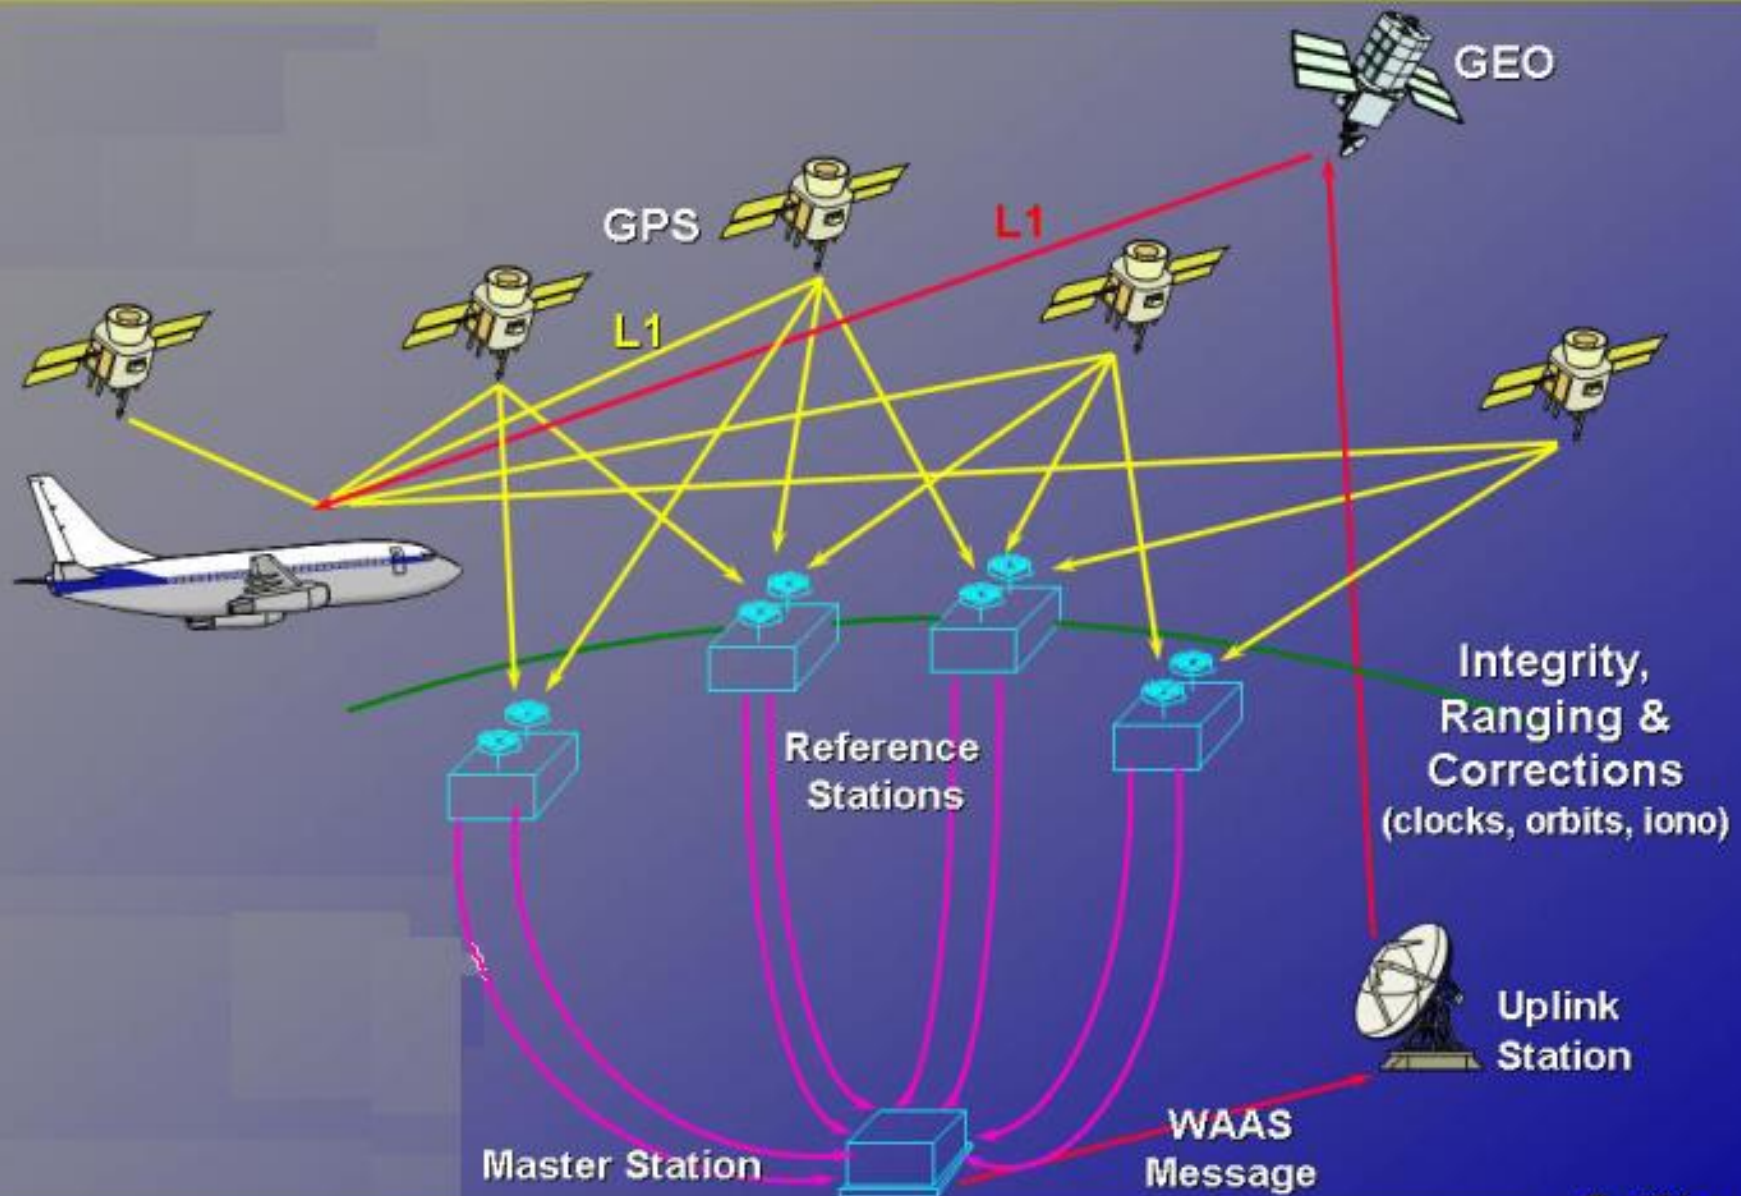 GEO
GPS
L1
L1
Integrity,
Ranging &
Corrections
(clocks, orbits, iono)
Reference
Stations
Uplink
Station
WAAS
Message
Master Station